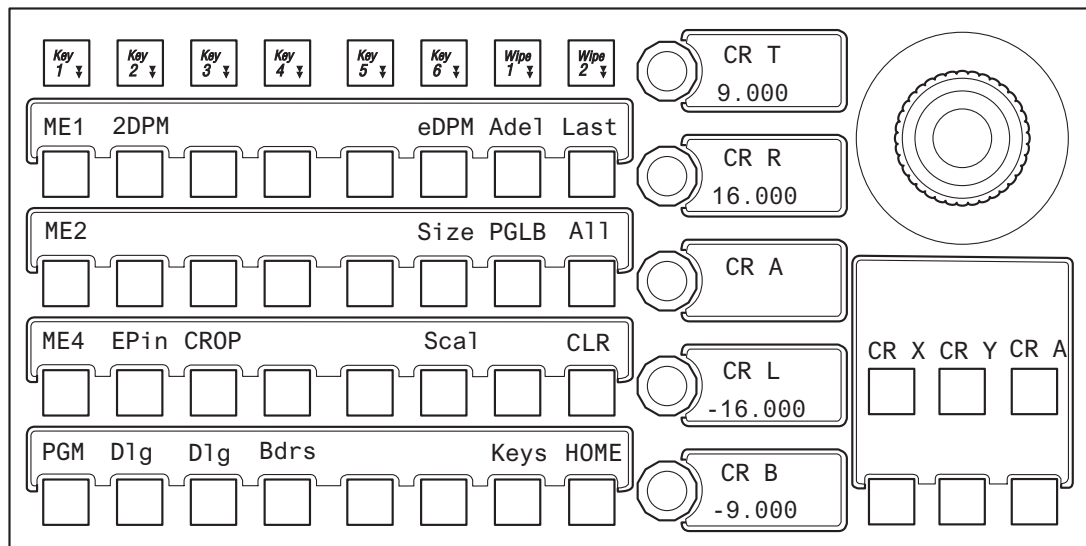 Key 1 Key 2 Key 3 Key 4 Key 5 Key 6 Wipe 1 Wipe 2
CR T
9.000
ME1 2DPM eDPM Adel Last
CR R
16.000
ME2 Size PGLB All
CR A
ME4 EPin CROP Scal CLR
CR L
-16.000
CR X CR Y CR A
PGM Dlg Dlg Bdrs Keys HOME
CR B
-9.000